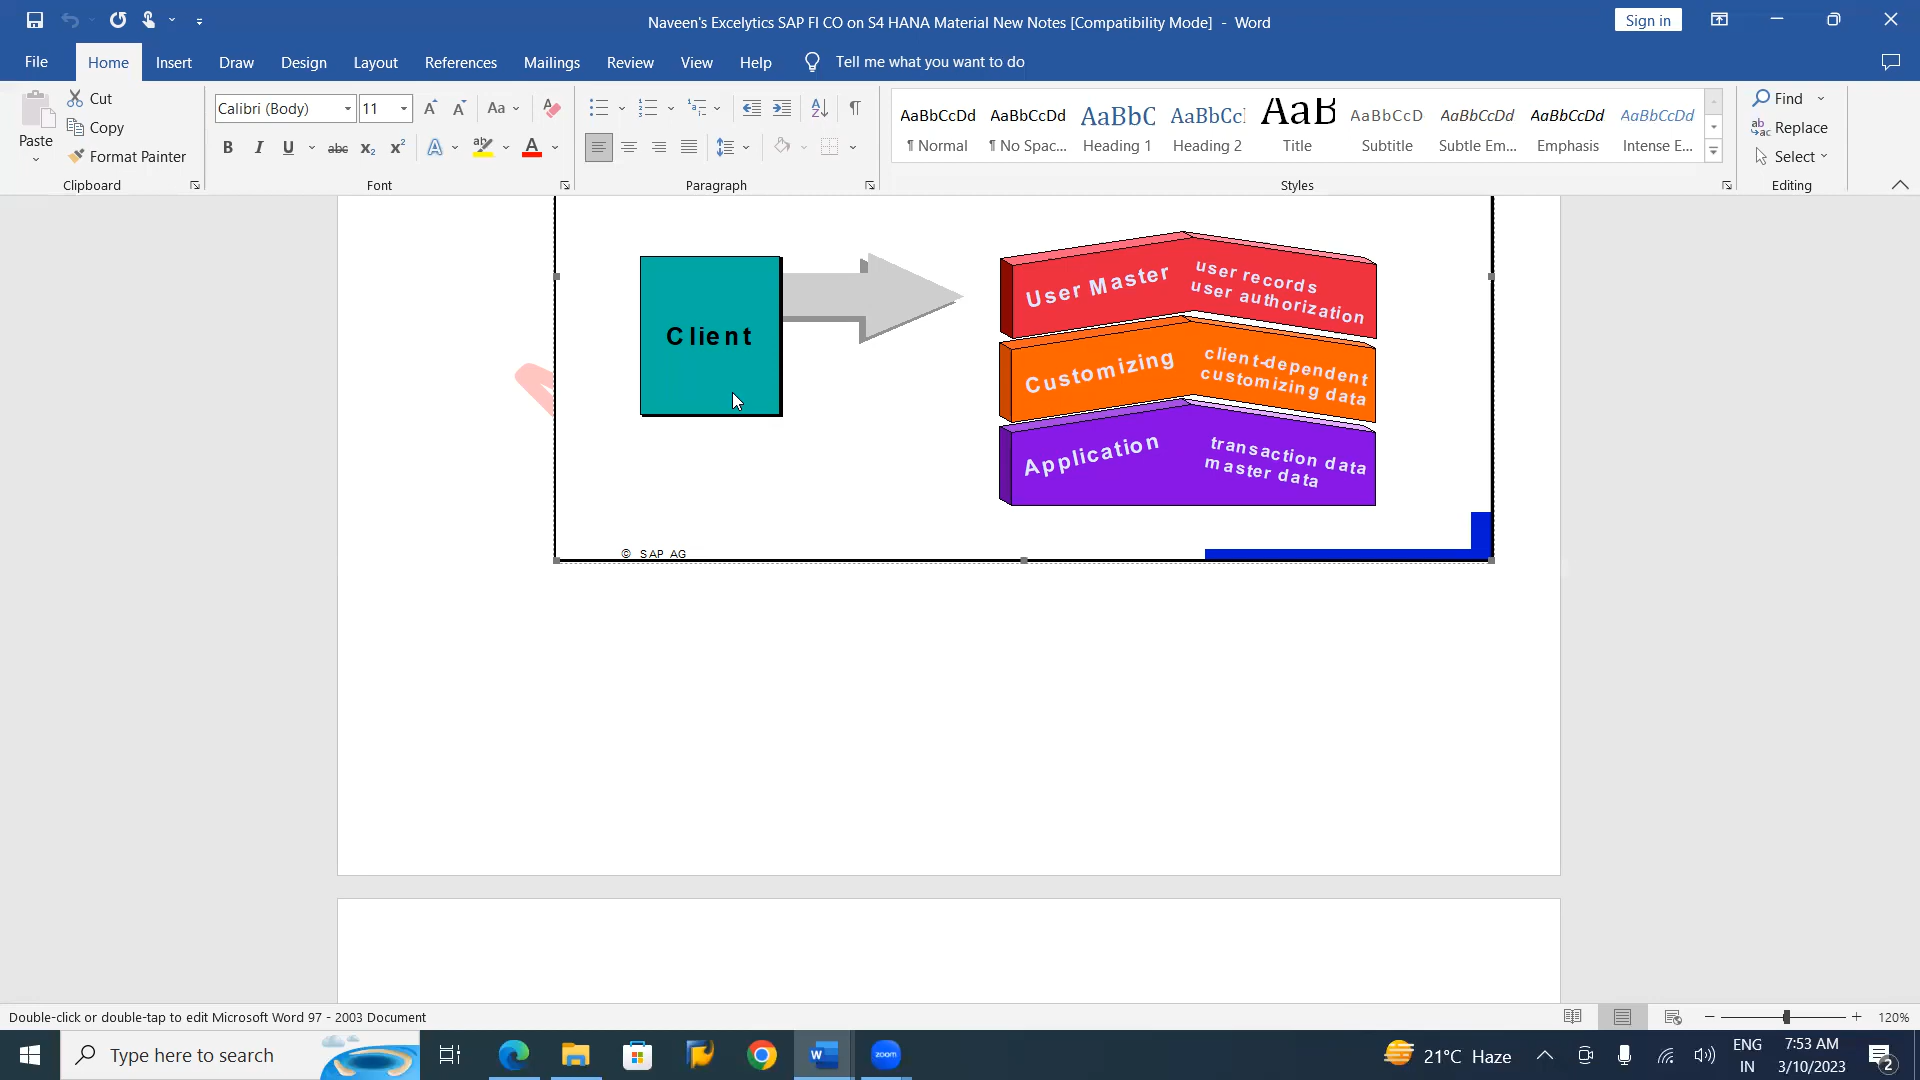 Naveen's Excelytics SAP FI CO on S4 HANA Material New Notes [Compatibility Mode] - Word
Sign in
File Home Insert Draw Design Layout References Mailings Review View Help Tell me what you want to do
Paste
Cut
Copy
Format Painter
Clipboard
Calibri (Body) 11
Font
Paragraph
AaBbCcDd AaBbCcDd AaBbC AaBbCc AaB AaBbCcD AaBbCcDd AaBbCcDd AaBbCcDd
¶ Normal ¶ No Spac... Heading 1 Heading 2 Title Subtitle Subtle Em... Emphasis Intense E...
Styles
Find
Replace
Select
Editing
Client
User Master
user records
user authorization
Customizing
client-dependent
customizing data
Application
transaction data
master data
© SAP AG
Double-click or double-tap to edit Microsoft Word 97 - 2003 Document
120%
Type here to search
zoom
21°C Haze
ENG
IN
7:53 AM
3/10/2023
2